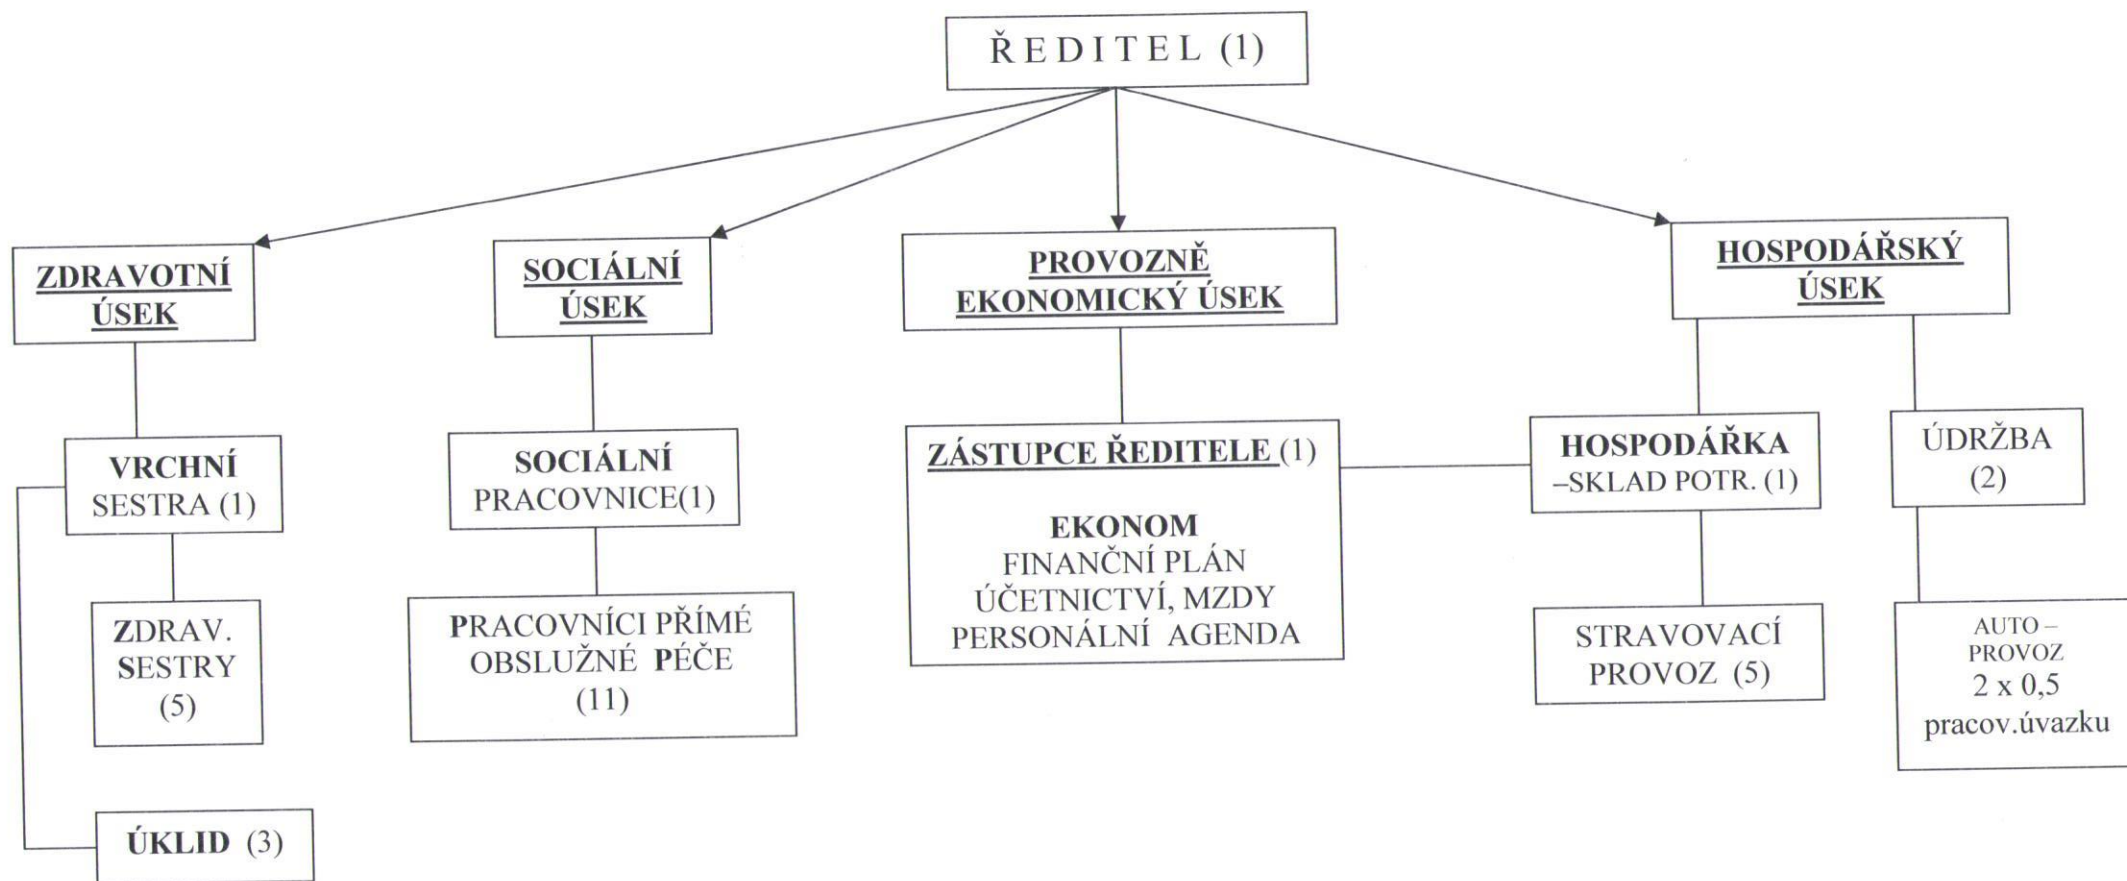 ŘEDITEL (1)
ZDRAVOTNÍ
ÚSEK
SOCIÁLNÍ
ÚSEK
PROVOZNĚ
EKONOMICKÝ ÚSEK
HOSPODÁŘSKÝ
ÚSEK
VRCHNÍ
SESTRA (1)
SOCIÁLNÍ
PRACOVNICE(1)
ZÁSTUPCE ŘEDITELE (1)
EKONOM
FINANČNÍ PLÁN
ÚČETNICTVÍ, MZDY
PERSONÁLNÍ AGENDA
HOSPODÁŘKA
–SKLAD POTR. (1)
ÚDRŽBA
(2)
ZDRAV.
SESTRY
(5)
PRACOVNÍCI PŘÍMÉ
OBSLUŽNÉ PÉČE
(11)
STRAVOVACÍ
PROVOZ (5)
AUTO –
PROVOZ
2 x 0,5
pracov.úvazku
ÚKLID (3)